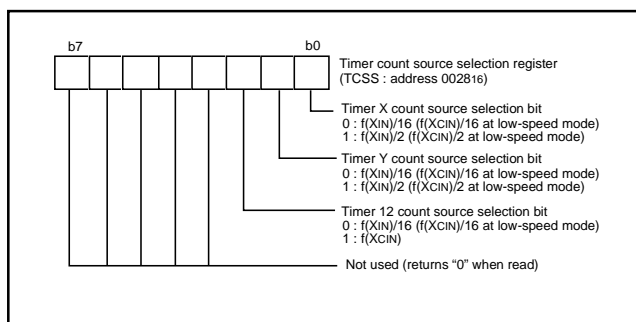 b7 b0
Timer count source selection register
(TCSS : address 002816)
Timer X count source selection bit
0 : f(XIN)/16 (f(XCIN)/16 at low-speed mode)
1 : f(XIN)/2 (f(XCIN)/2 at low-speed mode)
Timer Y count source selection bit
0 : f(XIN)/16 (f(XCIN)/16 at low-speed mode)
1 : f(XIN)/2 (f(XCIN)/2 at low-speed mode)
Timer 12 count source selection bit
0 : f(XIN)/16 (f(XCIN)/16 at low-speed mode)
1 : f(XCIN)
Not used (returns “0” when read)